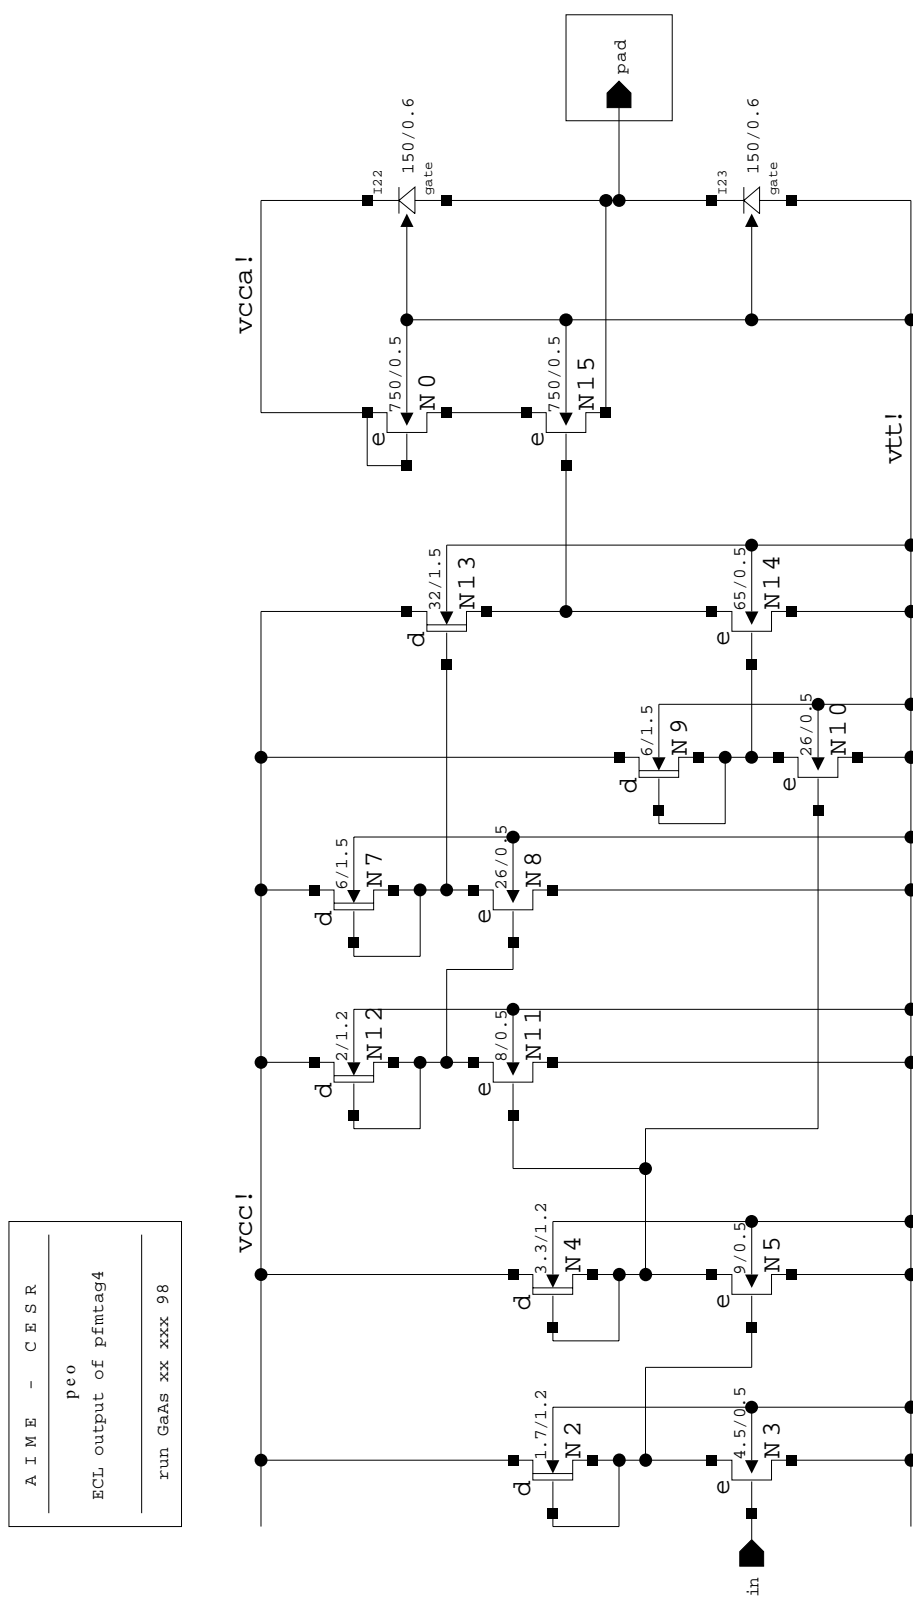 A I M E - C E S R
peo
ECL output of pfmtag4
run GaAs xx xxx 98
vcc!
vcca!
vtt!
in
pad
d
1.7/1.2
N2
e
4.5/0.5
N3
d
3.3/1.2
N4
e
9/0.5
N5
d
2/1.2
N12
e
8/0.5
N11
d
6/1.5
N7
e
26/0.5
N8
d
6/1.5
N9
e
26/0.5
N10
d
32/1.5
N13
e
65/0.5
N14
e
750/0.5
N0
e
750/0.5
N15
I22
150/0.6
gate
I23
150/0.6
gate